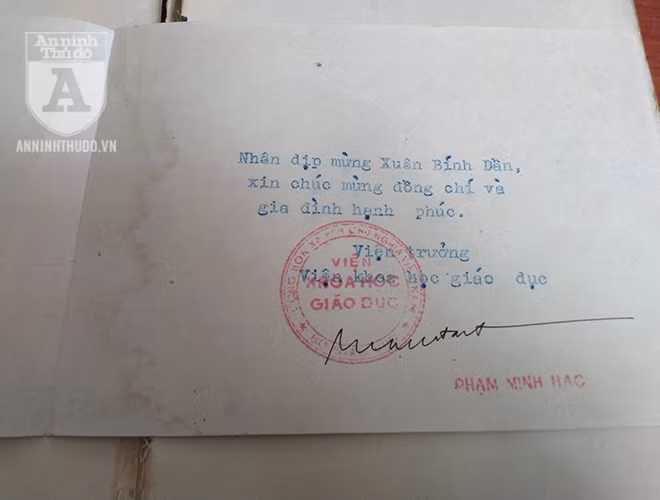 An ninh
Thủ đô
A
ANNINHTHUDO.VN
Nhân dịp mừng Xuân Bính Dần,
xin chúc mừng đồng chí và
gia đình hạnh phúc.
Viện trưởng
Viện khoa học giáo dục
VIỆN
KHOA HỌC
GIÁO DỤC
PHẠM MINH HẠC